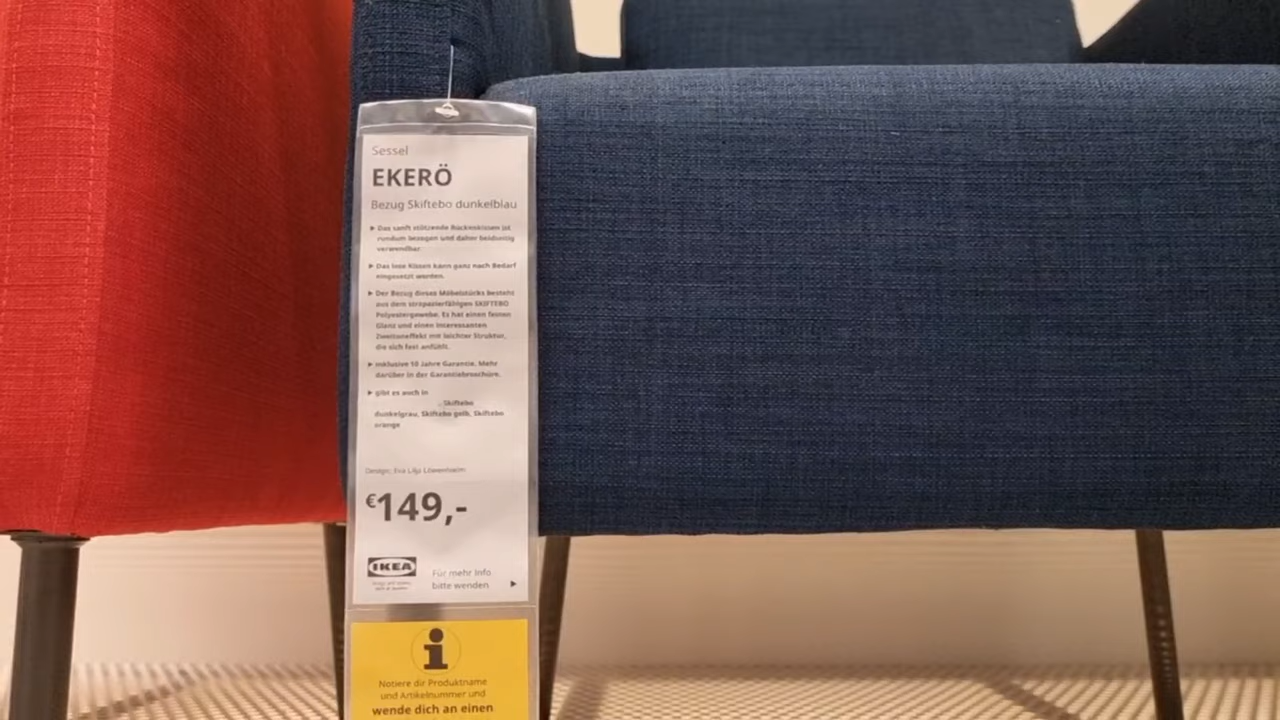 Sessel
EKERÖ
Bezug Skiftebo dunkelblau
▸ Das sanft stützende Rückenkissen ist
rundum bezogen und daher beidseitig
verwendbar.
▸ Das lose Kissen kann ganz nach Bedarf
eingesetzt werden.
▸ Der Bezug dieses Möbelstücks besteht
aus dem strapazierfähigen SKIFTEBO
Polyestergewebe. Es hat einen feinen
Glanz und einen interessanten
Zweitoneffekt mit leichter Struktur,
die sich fest anfühlt.
▸ Inklusive 10 Jahre Garantie. Mehr
darüber in der Garantiebroschüre.
▸ gibt es auch in
, Skiftebo
dunkelgrau, Skiftebo gelb, Skiftebo
orange
Design: Eva Lilja Löwenhielm
€149,-
IKEA
Für mehr Info
bitte wenden ▸
i
Notiere dir Produktname
und Artikelnummer und
wende dich an einen